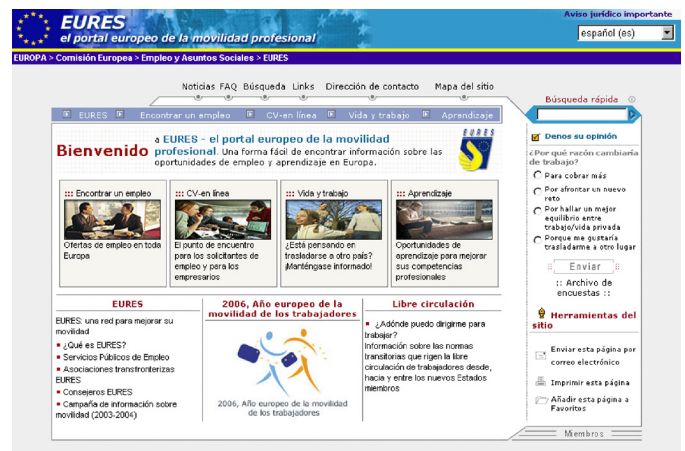 Aviso jurídico importante
EURES
el portal europeo de la movilidad profesional
español (es)
EUROPA > Comisión Europea > Empleo y Asuntos Sociales > EURES
Noticias FAQ Búsqueda Links Dirección de contacto Mapa del sitio
EURES Encontrar un empleo CV-en línea Vida y trabajo Aprendizaje
Bienvenido
a EURES - el portal europeo de la movilidad
profesional. Una forma fácil de encontrar información sobre las
oportunidades de empleo y aprendizaje en Europa.
EURES
::: Encontrar un empleo
Ofertas de empleo en toda
Europa
::: CV-en línea
El punto de encuentro
para los solicitantes de
empleo y para los
empresarios
::: Vida y trabajo
¿Está pensando en
trasladarse a otro país?
¡Manténgase informado!
::: Aprendizaje
Oportunidades de
aprendizaje para mejorar
sus competencias
profesionales
EURES
EURES: una red para mejorar su
movilidad
¿Qué es EURES?
Servicios Públicos de Empleo
Asociaciones transfronterizas
EURES
Consejeros EURES
Campaña de información sobre
movilidad (2003-2004)
2006, Año europeo de la
movilidad de los trabajadores
2006, Año europeo de la movilidad
de los trabajadores
Libre circulación
¿Adónde puedo dirigirme para
trabajar?
Información sobre las normas
transitorias que rigen la libre
circulación de trabajadores desde,
hacia y entre los nuevos Estados
miembros
Búsqueda rápida
Denos su opinión
¿Por qué razón cambiaría
de trabajo?
Para cobrar más
Por afrontar un nuevo
reto
Por hallar un mejor
equilibrio entre
trabajo/vida privada
Porque me gustaría
trasladarme a otro lugar
Enviar
:: Archivo de
encuestas ::
Herramientas del
sitio
Enviar esta página por
correo electrónico
Imprimir esta página
Añadir esta página a
Favoritos
Miembros